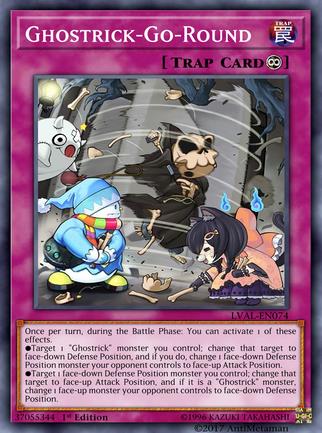 Ghostrick-Go-Round
TRAP
罠
[Trap Card]
LVAL-EN074
Once per turn, during the Battle Phase: You can activate 1 of these
effects.
●Target 1 "Ghostrick" monster you control; change that target to
face-down Defense Position, and if you do, change 1 face-down Defense
Position monster your opponent controls to face-up Attack Position.
●Target 1 face-down Defense Position monster you control; change that
target to face-up Attack Position, and if it is a "Ghostrick" monster,
change 1 face-up monster your opponent controls to face-down Defense
Position.
37055344
1st Edition
©1996 KAZUKI TAKAHASHI
©2017 AntiMetaman